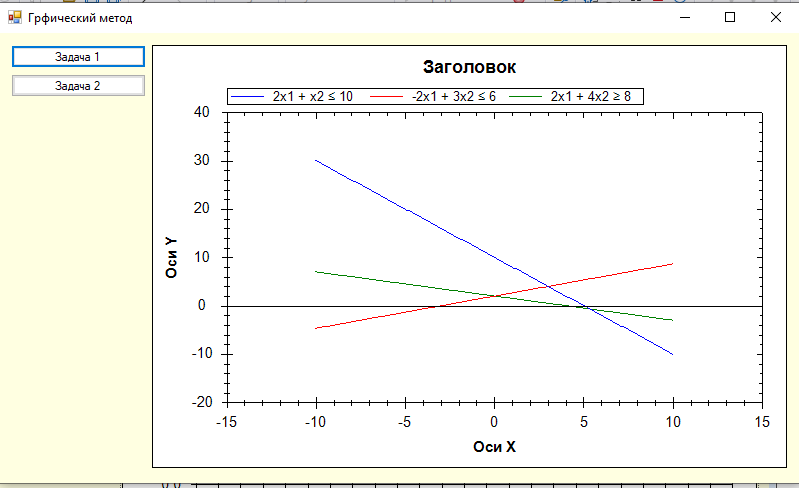 Грфический метод
Задача 1
Задача 2
Заголовок
2x1 + x2 ≤ 10 -2x1 + 3x2 ≤ 6 2x1 + 4x2 ≥ 8
40
30
20
10
0
-10
-20
Оси Y
-15 -10 -5 0 5 10 15
Оси X